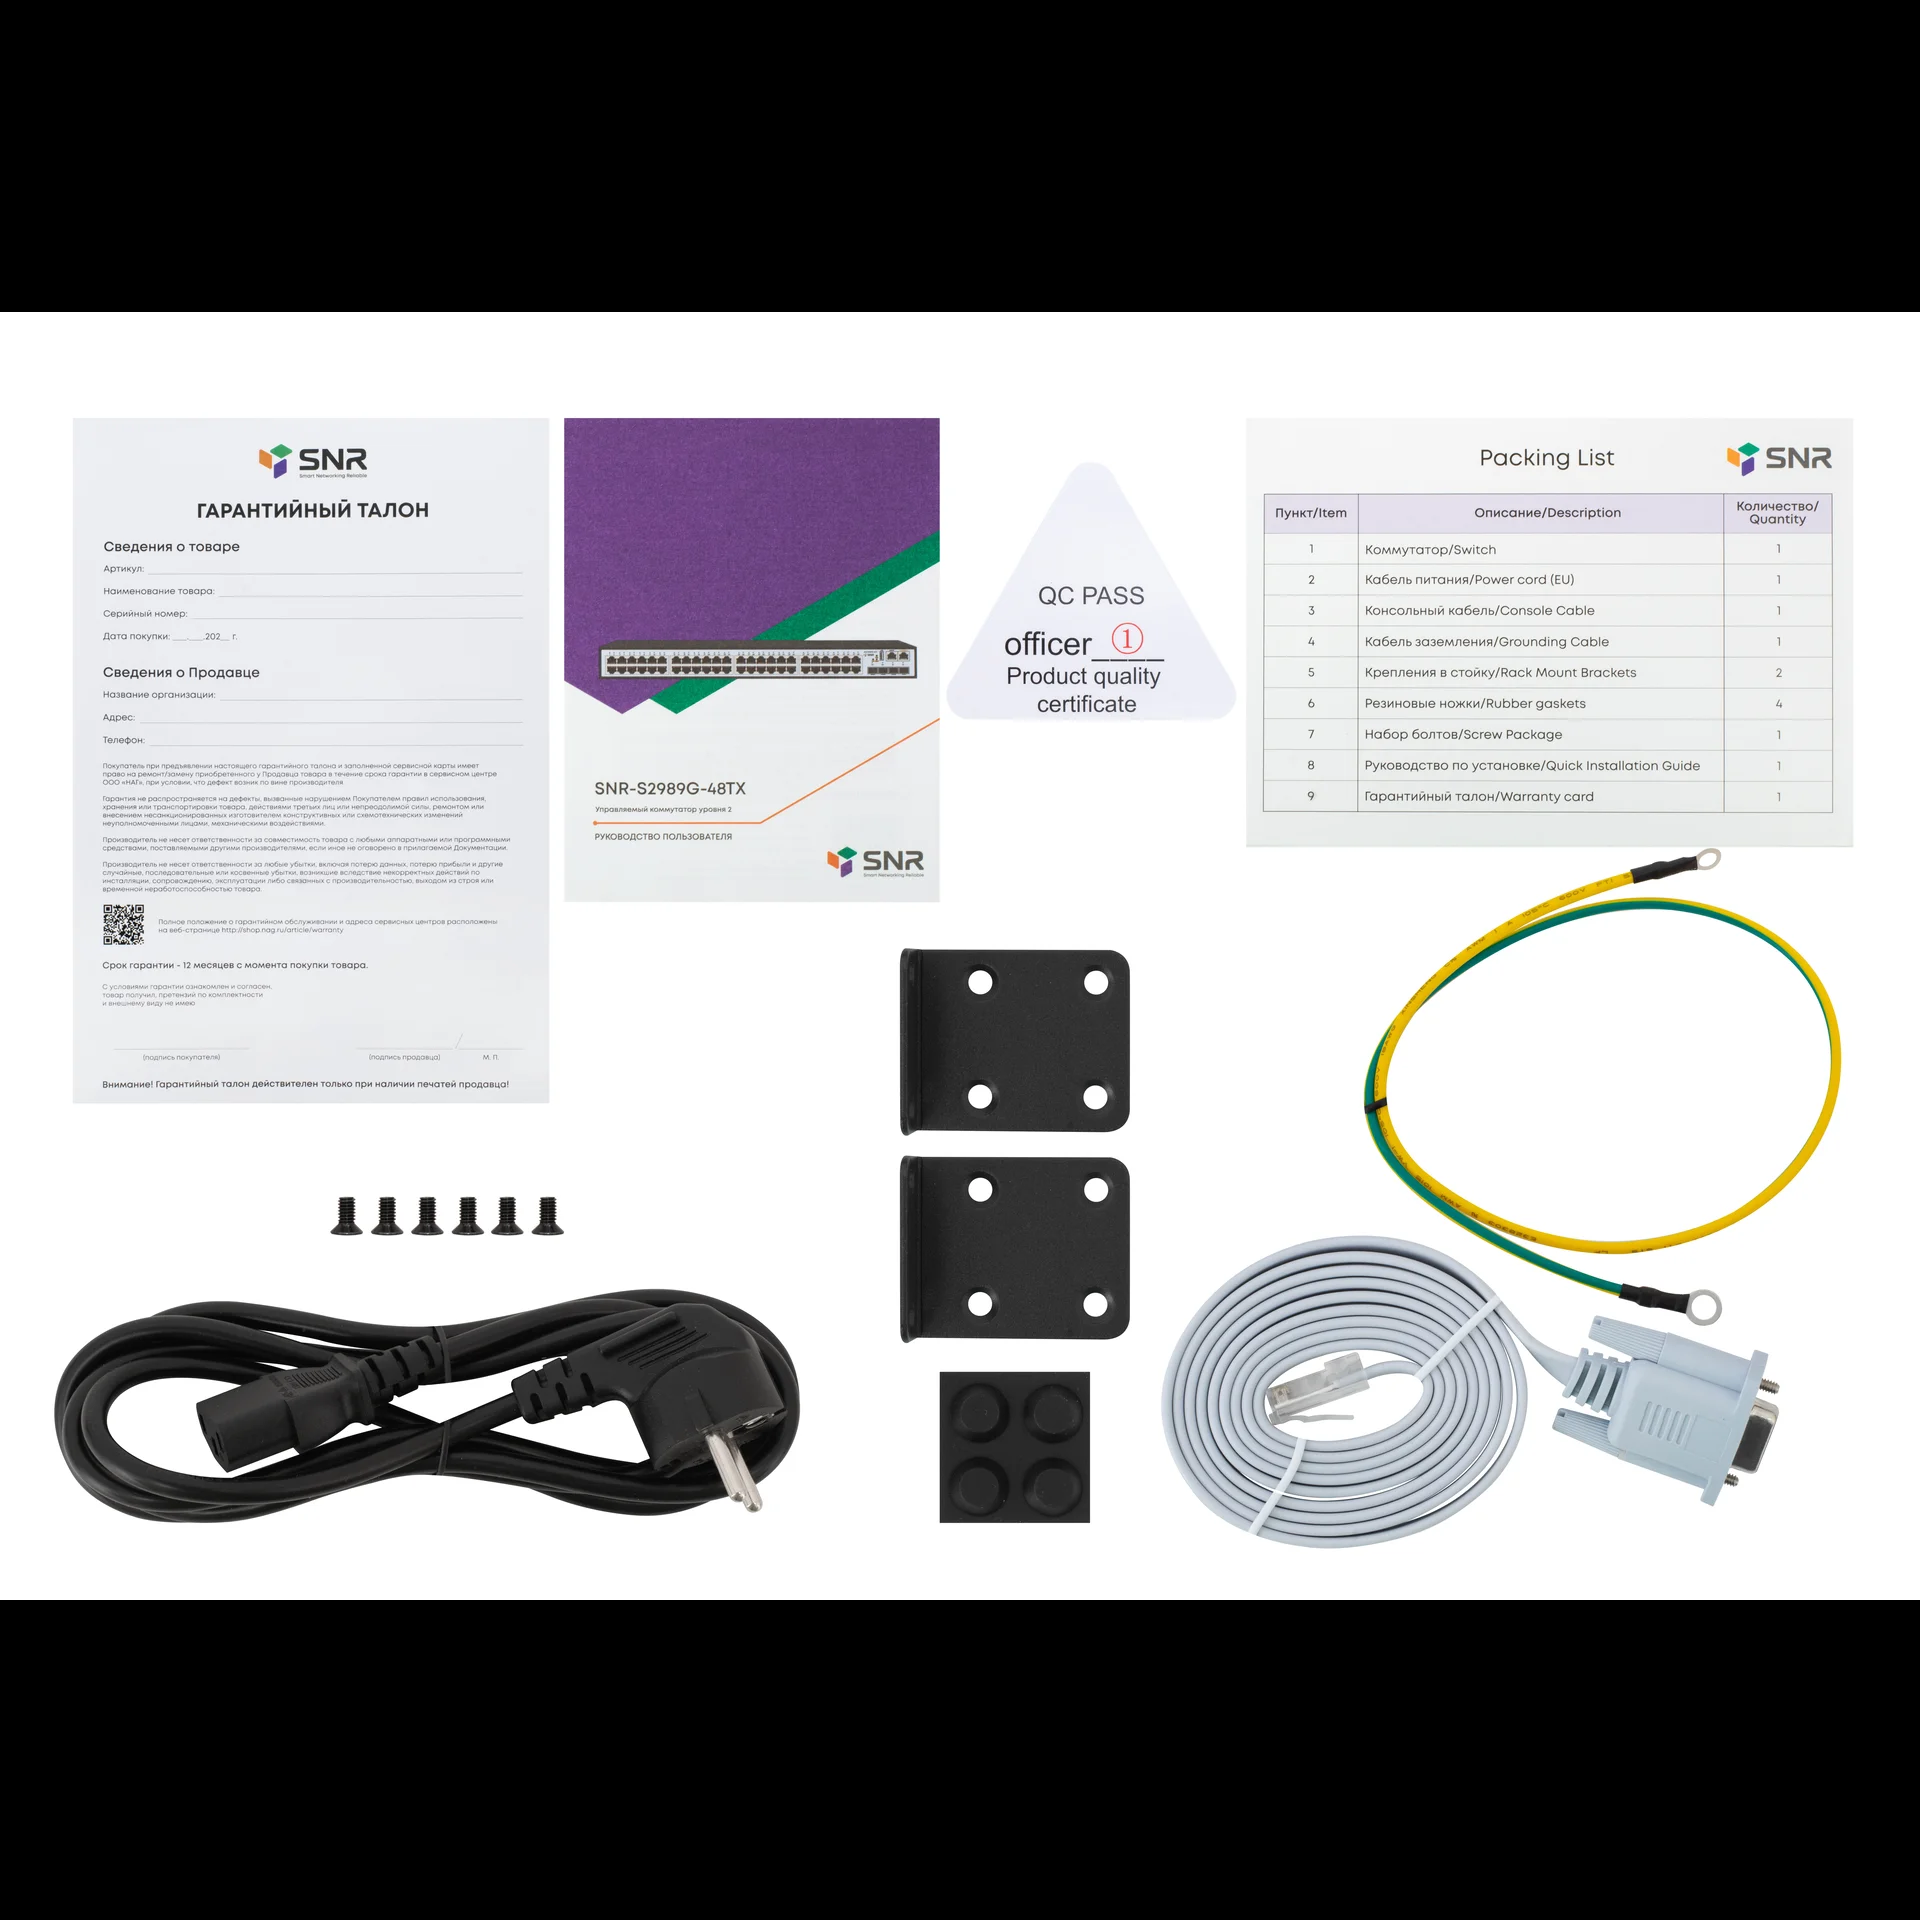 SNR
Smart Networking Reliable
ГАРАНТИЙНЫЙ ТАЛОН
Сведения о товаре
Артикул:
Наименование товара:
Серийный номер:
Дата покупки: ___.___.202__ г.
Сведения о Продавце
Название организации:
Адрес:
Телефон:
Покупатель при предъявлении настоящего гарантийного талона и заполненной сервисной карты имеет
право на ремонт/замену приобретенного у Продавца товара в течение срока гарантии в сервисном центре
ООО «НАГ», при условии, что дефект возник по вине производителя
Гарантия не распространяется на дефекты, вызванные нарушением Покупателем правил использования,
хранения или транспортировки товара, действиями третьих лиц или непреодолимой силы, ремонтом или
внесением несанкционированных изготовителем конструктивных или схемотехнических изменений
неуполномоченными лицами, механическими воздействиями.
Производитель не несет ответственности за совместимость товара с любыми аппаратными или программными
средствами, поставляемыми другими производителями, если иное не оговорено в прилагаемой Документации.
Производитель не несет ответственности за любые убытки, включая потерю данных, потерю прибыли и другие
случайные, последовательные или косвенные убытки, возникшие вследствие некорректных действий по
инсталляции, сопровождению, эксплуатации либо связанных с производительностью, выходом из строя или
временной неработоспособностью товара.
Полное положение о гарантийном обслуживании и адреса сервисных центров расположены
на веб-странице http://shop.nag.ru/article/warranty
Срок гарантии - 12 месяцев с момента покупки товара.
С условиями гарантии ознакомлен и согласен,
товар получил, претензий по комплектности
и внешнему виду не имею
(подпись покупателя) (подпись продавца) М. П.
Внимание! Гарантийный талон действителен только при наличии печатей продавца!
SNR-S2989G-48TX
Управляемый коммутатор уровня 2
РУКОВОДСТВО ПОЛЬЗОВАТЕЛЯ
SNR
Smart Networking Reliable
QC PASS
officer ①
Product quality
certificate
Packing List SNR
Пункт/Item Описание/Description Количество/
Quantity
1 Коммутатор/Switch 1
2 Кабель питания/Power cord (EU) 1
3 Консольный кабель/Console Cable 1
4 Кабель заземления/Grounding Cable 1
5 Крепления в стойку/Rack Mount Brackets 2
6 Резиновые ножки/Rubber gaskets 4
7 Набор болтов/Screw Package 1
8 Руководство по установке/Quick Installation Guide 1
9 Гарантийный талон/Warranty card 1